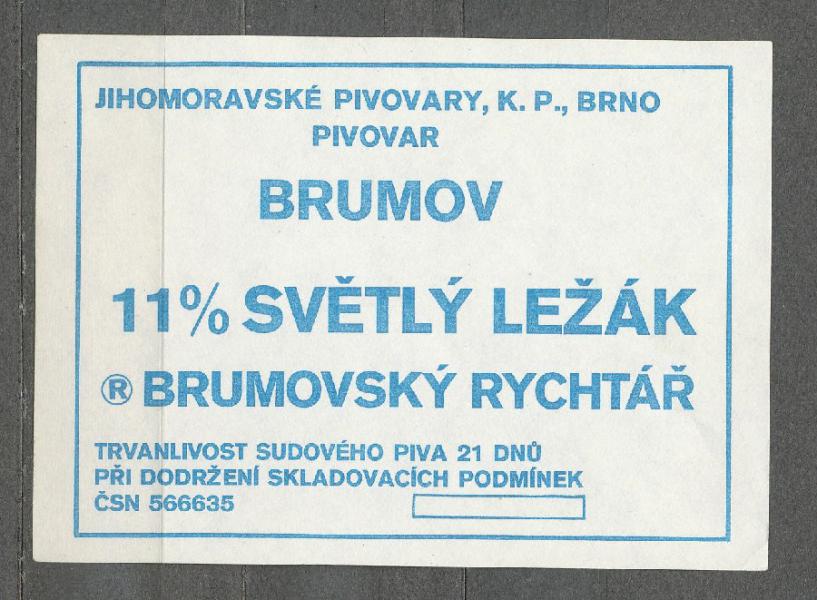 JIHOMORAVSKÉ PIVOVARY, K. P., BRNO
PIVOVAR
BRUMOV
11% SVĚTLÝ LEŽÁK
® BRUMOVSKÝ RYCHTÁŘ
TRVANLIVOST SUDOVÉHO PIVA 21 DNŮ
PŘI DODRŽENÍ SKLADOVACÍCH PODMÍNEK
ČSN 566635